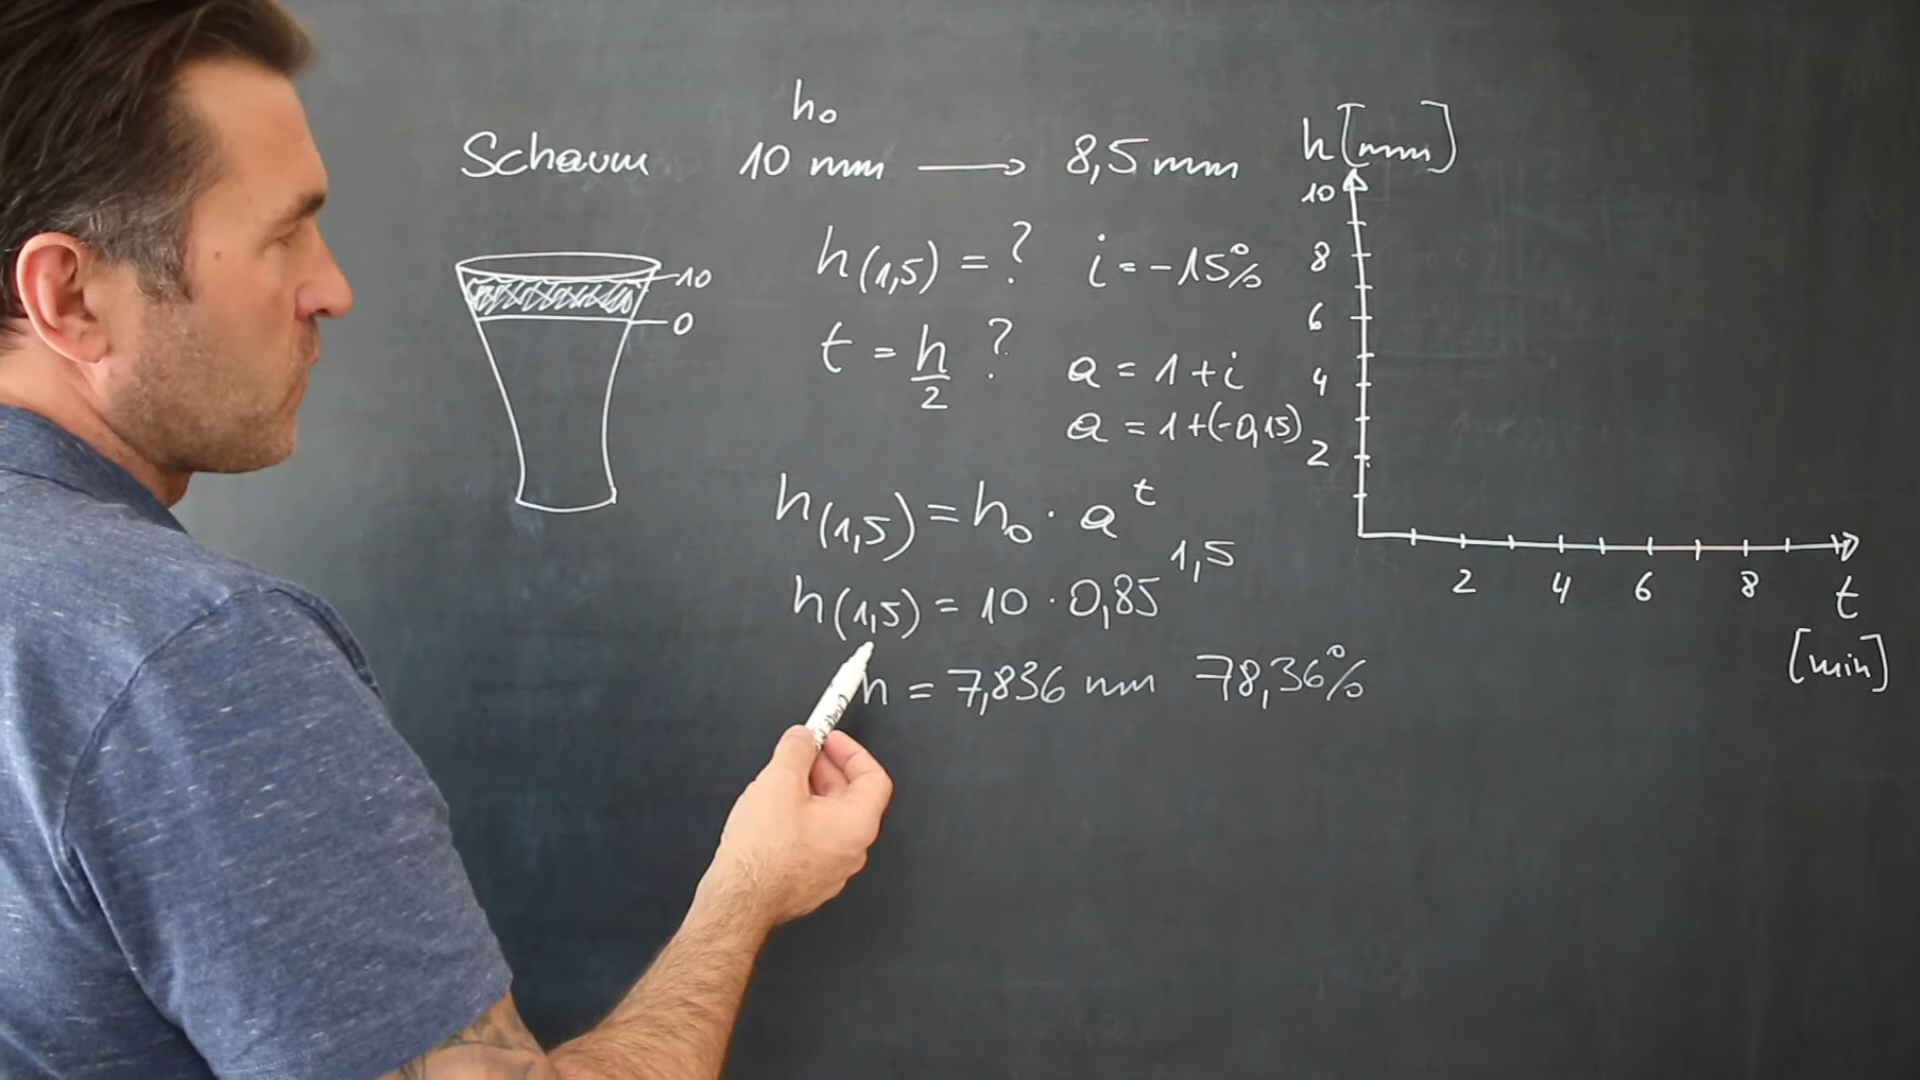 h₀
Schaum 10 mm → 8,5 mm
h(1,5) = ? i = -15%
t = h/2 ? a = 1 + i
a = 1+(-0,15)
h(1,5) = h₀ · a^t
h(1,5) = 10 · 0,85^1,5
h = 7,836 mm 78,36%
10
0
h [mm]
10
8
6
4
2
2 4 6 8 t
[min]